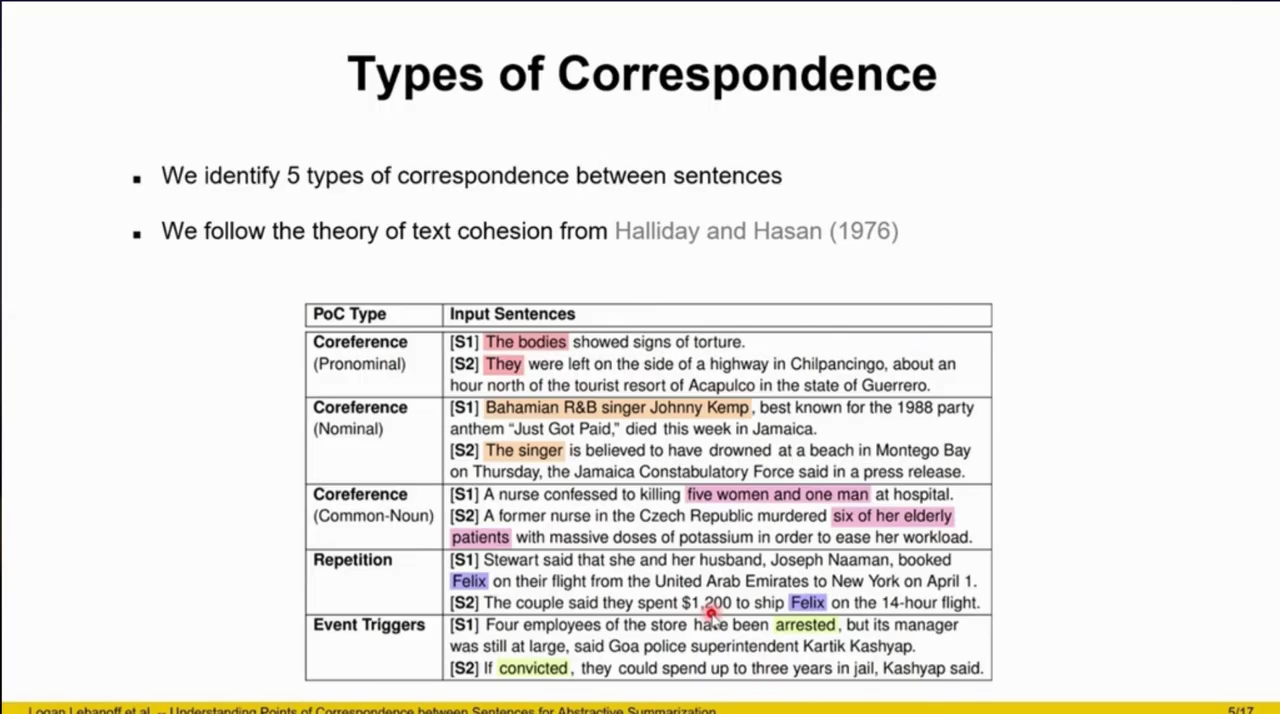 Types of Correspondence
▪ We identify 5 types of correspondence between sentences
▪ We follow the theory of text cohesion from Halliday and Hasan (1976)
PoC Type Input Sentences
Coreference [S1] The bodies showed signs of torture.
(Pronominal) [S2] They were left on the side of a highway in Chilpancingo, about an
hour north of the tourist resort of Acapulco in the state of Guerrero.
Coreference [S1] Bahamian R&B singer Johnny Kemp, best known for the 1988 party
(Nominal) anthem “Just Got Paid,” died this week in Jamaica.
[S2] The singer is believed to have drowned at a beach in Montego Bay
on Thursday, the Jamaica Constabulatory Force said in a press release.
Coreference [S1] A nurse confessed to killing five women and one man at hospital.
(Common-Noun) [S2] A former nurse in the Czech Republic murdered six of her elderly
patients with massive doses of potassium in order to ease her workload.
Repetition [S1] Stewart said that she and her husband, Joseph Naaman, booked
Felix on their flight from the United Arab Emirates to New York on April 1.
[S2] The couple said they spent $1,200 to ship Felix on the 14-hour flight.
Event Triggers [S1] Four employees of the store have been arrested, but its manager
was still at large, said Goa police superintendent Kartik Kashyap.
[S2] If convicted, they could spend up to three years in jail, Kashyap said.
Logan Lebanoff et al. -- Understanding Points of Correspondence between Sentences for Abstractive Summarization 5/17